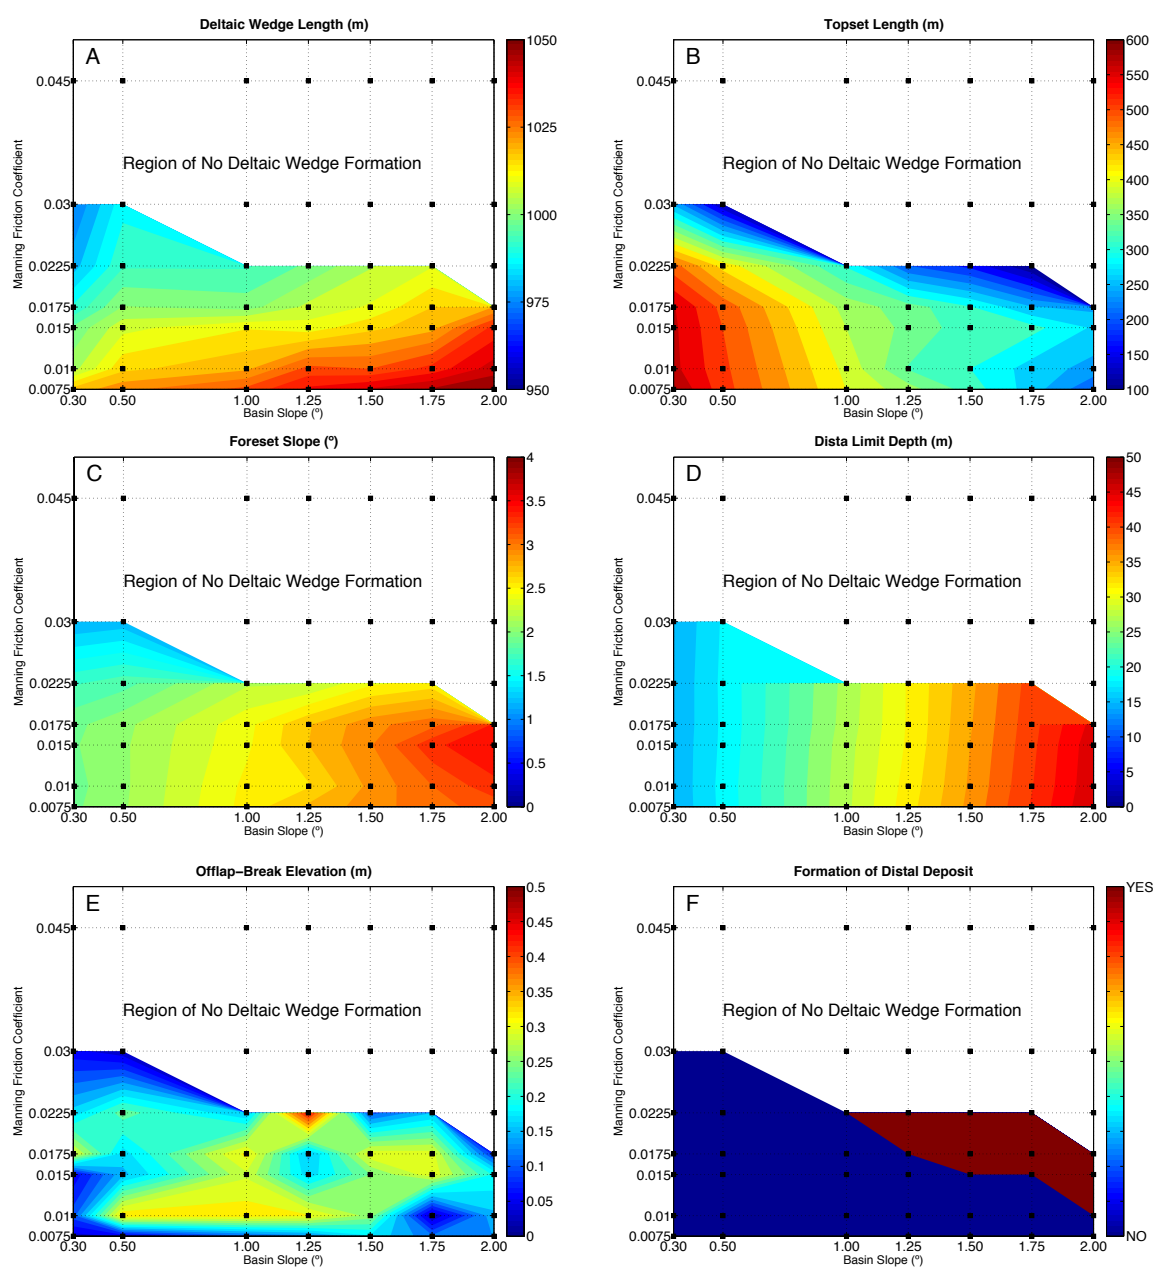 Deltaic Wedge Length (m)
A
Manning Friction Coefficient
0.045
0.03
0.0225
0.0175
0.015
0.01
0.0075
Region of No Deltaic Wedge Formation
0.30 0.50 1.00 1.25 1.50 1.75 2.00
Basin Slope (º)
1050
1025
1000
975
950
Topset Length (m)
B
Manning Friction Coefficient
0.045
0.03
0.0225
0.0175
0.015
0.01
0.0075
Region of No Deltaic Wedge Formation
0.30 0.50 1.00 1.25 1.50 1.75 2.00
Basin Slope (º)
600
550
500
450
400
350
300
250
200
150
100
Foreset Slope (º)
C
Manning Friction Coefficient
0.045
0.03
0.0225
0.0175
0.015
0.01
0.0075
Region of No Deltaic Wedge Formation
0.30 0.50 1.00 1.25 1.50 1.75 2.00
Basin Slope (º)
4
3.5
3
2.5
2
1.5
1
0.5
0
Dista Limit Depth (m)
D
Manning Friction Coefficient
0.045
0.03
0.0225
0.0175
0.015
0.01
0.0075
Region of No Deltaic Wedge Formation
0.30 0.50 1.00 1.25 1.50 1.75 2.00
Basin Slope (º)
50
45
40
35
30
25
20
15
10
5
0
Offlap−Break Elevation (m)
E
Manning Friction Coefficient
0.045
0.03
0.0225
0.0175
0.015
0.01
0.0075
Region of No Deltaic Wedge Formation
0.30 0.50 1.00 1.25 1.50 1.75 2.00
Basin Slope (º)
0.5
0.45
0.4
0.35
0.3
0.25
0.2
0.15
0.1
0.05
0
Formation of Distal Deposit
F
Manning Friction Coefficient
0.045
0.03
0.0225
0.0175
0.015
0.01
0.0075
Region of No Deltaic Wedge Formation
0.30 0.50 1.00 1.25 1.50 1.75 2.00
Basin Slope (º)
YES
NO